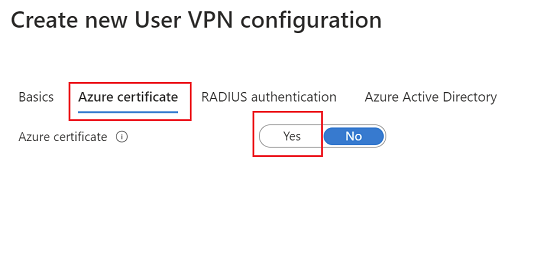 Create new User VPN configuration
Basics Azure certificate RADIUS authentication Azure Active Directory
Azure certificate Yes No